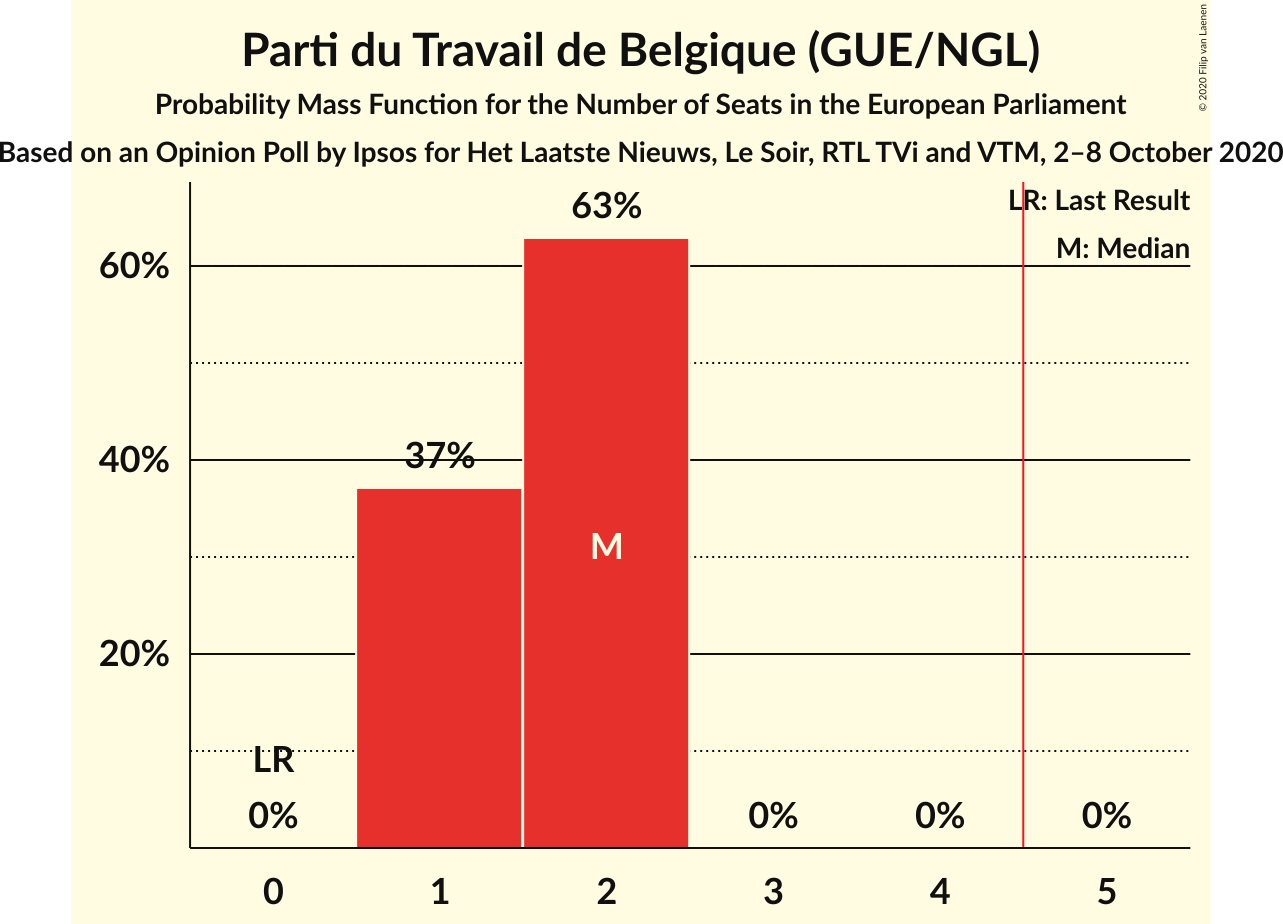 Parti du Travail de Belgique (GUE/NGL)
Probability Mass Function for the Number of Seats in the European Parliament
Based on an Opinion Poll by Ipsos for Het Laatste Nieuws, Le Soir, RTL TVi and VTM, 2–8 October 2020
© 2020 Filip van Laenen
LR: Last Result
M: Median
63%
60%
37%
40%
M
20%
LR
0%
0%
0%
0%
0
1
2
3
4
5